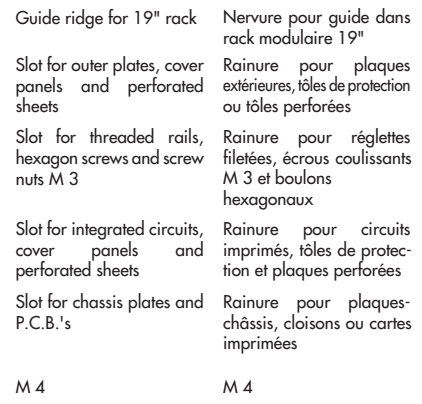 Guide ridge for 19" rack
Slot for outer plates, cover
panels and perforated
sheets
Slot for threaded rails,
hexagon screws and screw
nuts M 3
Slot for integrated circuits,
cover panels and
perforated sheets
Slot for chassis plates and
P.C.B.'s
M 4
Nervure pour guide dans
rack modulaire 19"
Rainure pour plaques
extérieures, tôles de protection
ou tôles perforées
Rainure pour réglettes
filetées, écrous coulissants
M 3 et boulons
hexagonaux
Rainure pour circuits
imprimés, tôles de protec-
tion et plaques perforées
Rainure pour plaques-
châssis, cloisons ou cartes
imprimées
M 4